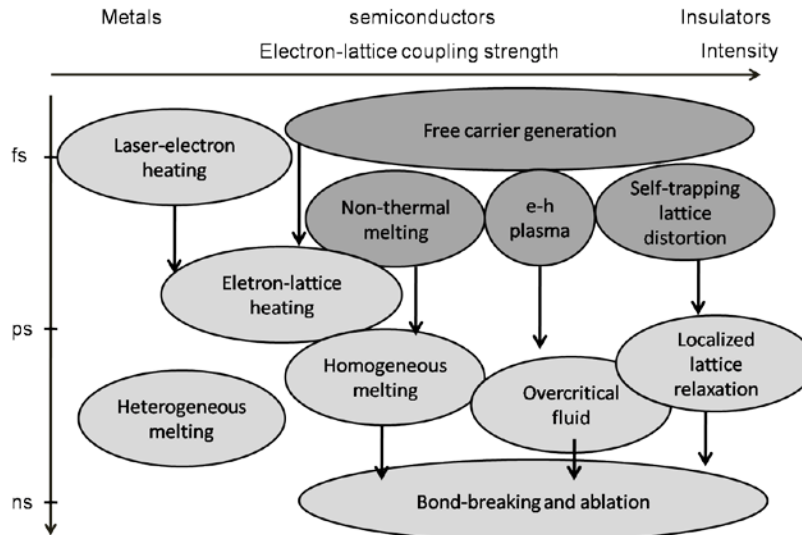 Metals semiconductors Insulators
Electron-lattice coupling strength Intensity
fs
Laser-electron
heating
Free carrier generation
Non-thermal
melting
e-h
plasma
Self-trapping
lattice
distortion
Eletron-lattice
heating
ps
Homogeneous
melting
Localized
lattice
relaxation
Heterogeneous
melting
Overcritical
fluid
ns
Bond-breaking and ablation